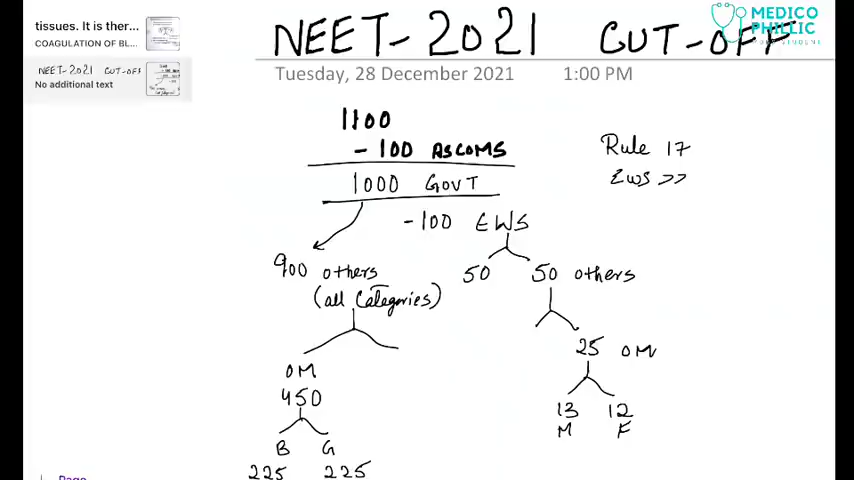 tissues. It is ther...
COAGULATION OF BL...
NEET-2021 CUT-OFF
No additional text
NEET-2021 CUT-OFF
MEDICO
PHILLIC
Tuesday, 28 December 2021 1:00 PM
1100
- 100 ASCOMS
1000 GOVT
Rule 17
EWS >>
-100 EWS
900 others
(all Categories)
50 50 others
OM
450
25 OM
13 12
M F
B G
225 225
Page